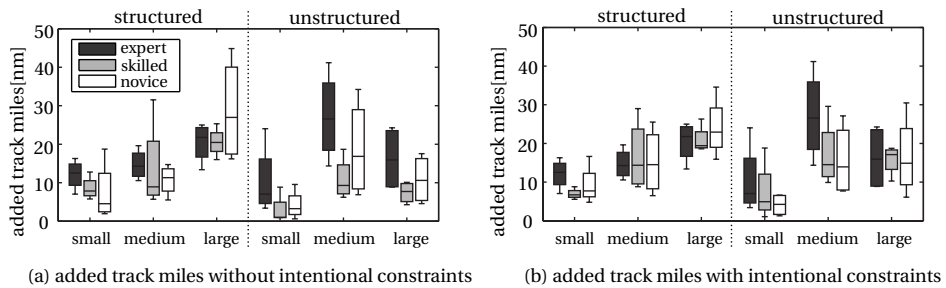 structured unstructured
added track miles[nm]
50
40
30
20
10
0
expert
skilled
novice
small medium large small medium large
(a) added track miles without intentional constraints
structured unstructured
added track miles[nm]
50
40
30
20
10
0
small medium large small medium large
(b) added track miles with intentional constraints